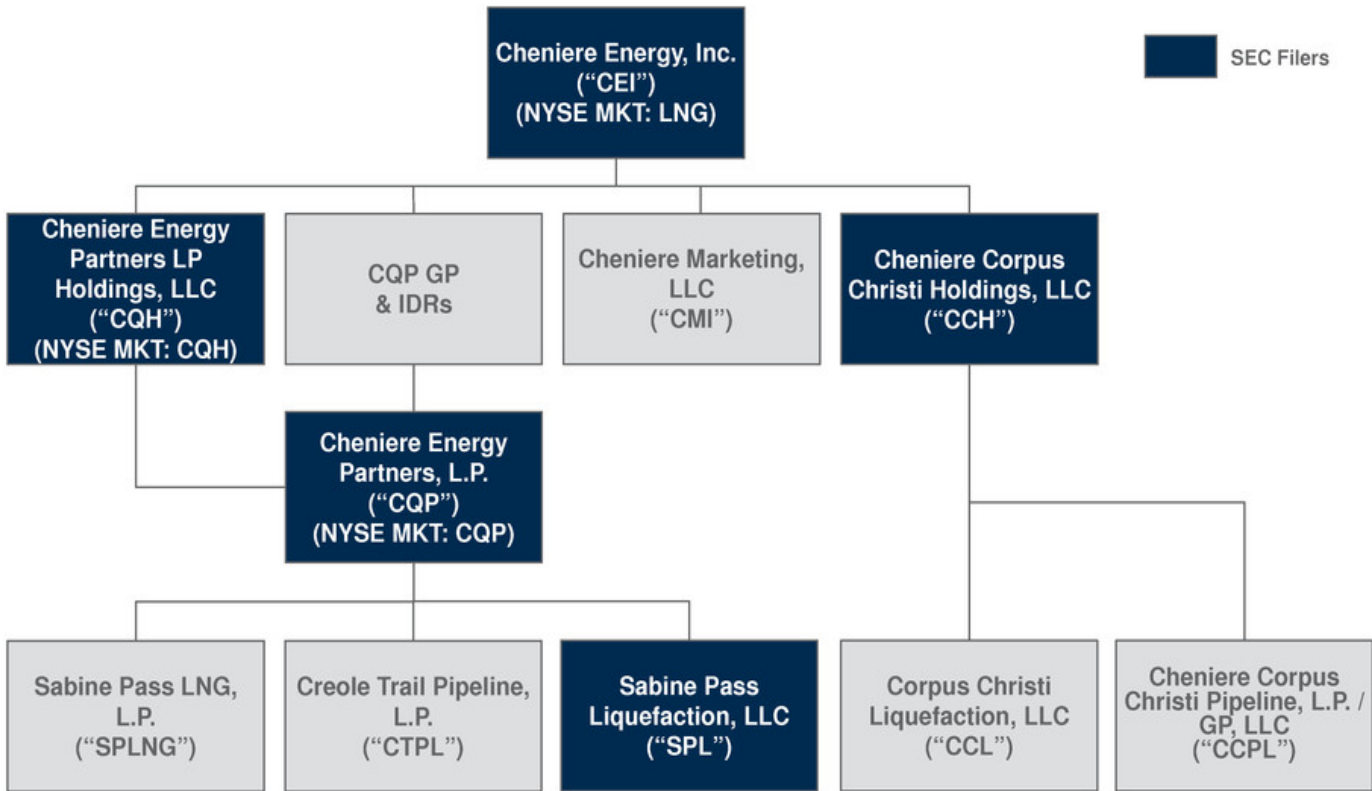 Cheniere Energy, Inc.
(“CEI”)
(NYSE MKT: LNG)
SEC Filers
Cheniere Energy
Partners LP
Holdings, LLC
(“CQH”)
(NYSE MKT: CQH)
CQP GP
& IDRs
Cheniere Marketing,
LLC
(“CMI”)
Cheniere Corpus
Christi Holdings, LLC
(“CCH”)
Cheniere Energy
Partners, L.P.
(“CQP”)
(NYSE MKT: CQP)
Sabine Pass LNG,
L.P.
(“SPLNG”)
Creole Trail Pipeline,
L.P.
(“CTPL”)
Sabine Pass
Liquefaction, LLC
(“SPL”)
Corpus Christi
Liquefaction, LLC
(“CCL”)
Cheniere Corpus
Christi Pipeline, L.P. /
GP, LLC
(“CCPL”)